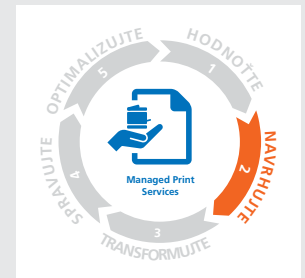 HODNOŤTE
1
NAVRHUJTE
2
TRANSFORMUJTE
3
SPRAVUJTE
4
OPTIMALIZUJTE
5
Managed Print
Services